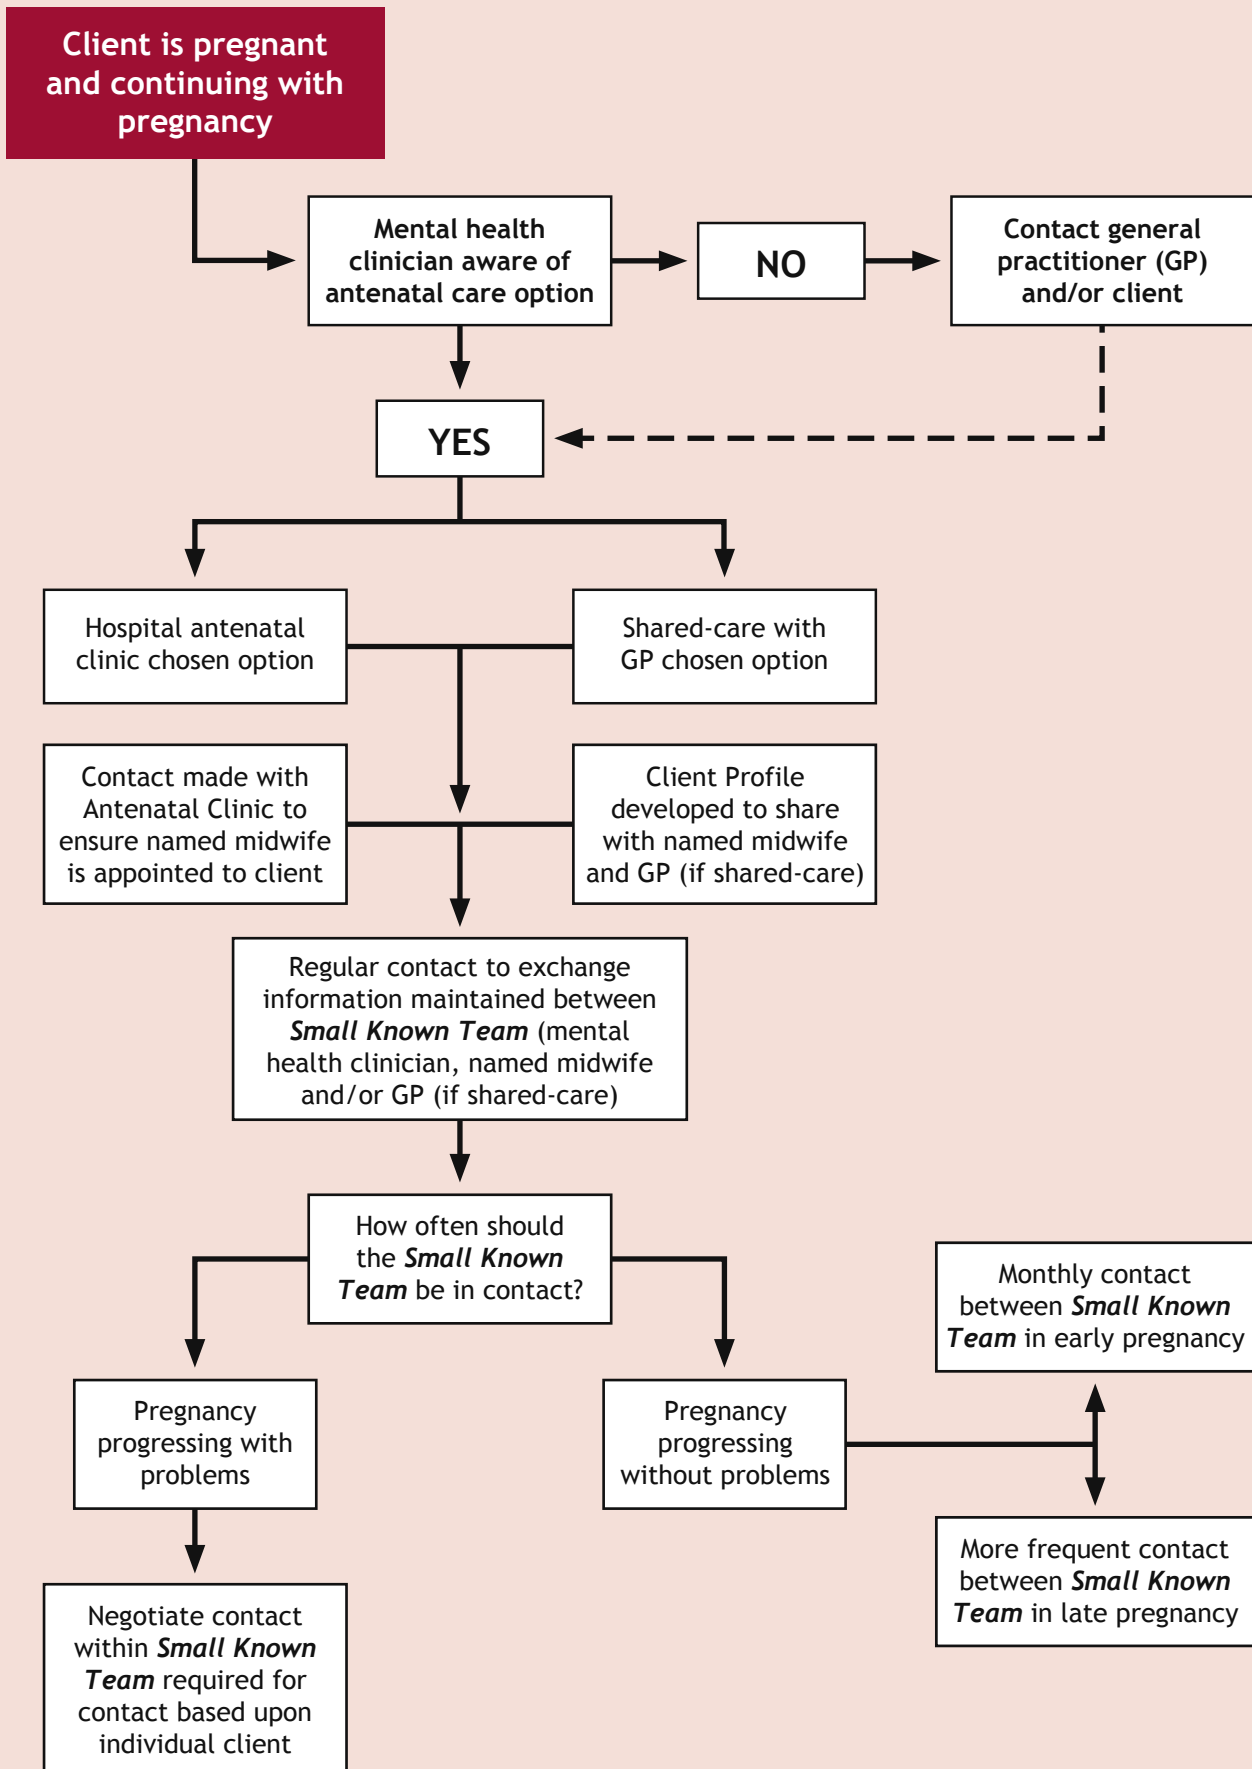 Client is pregnant
and continuing with
pregnancy
Mental health
clinician aware of
antenatal care option
NO
Contact general
practitioner (GP)
and/or client
YES
Hospital antenatal
clinic chosen option
Shared-care with
GP chosen option
Contact made with
Antenatal Clinic to
ensure named midwife
is appointed to client
Client Profile
developed to share
with named midwife
and GP (if shared-care)
Regular contact to exchange
information maintained between
Small Known Team (mental
health clinician, named midwife
and/or GP (if shared-care)
How often should
the Small Known
Team be in contact?
Monthly contact
between Small Known
Team in early pregnancy
Pregnancy
progressing with
problems
Pregnancy
progressing
without problems
More frequent contact
between Small Known
Team in late pregnancy
Negotiate contact
within Small Known
Team required for
contact based upon
individual client